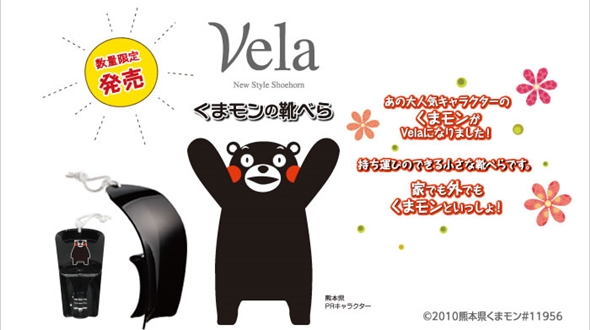 数量限定
発売
Vela
New Style Shoehorn
くまモンの靴べら
あの大人気キャラクターの
くまモンが
Velaになりました!
持ち運びのできる小さな靴べらです。
家でも外でも
くまモンといっしょ!
熊本県
PRキャラクター
©2010熊本県くまモン#11956